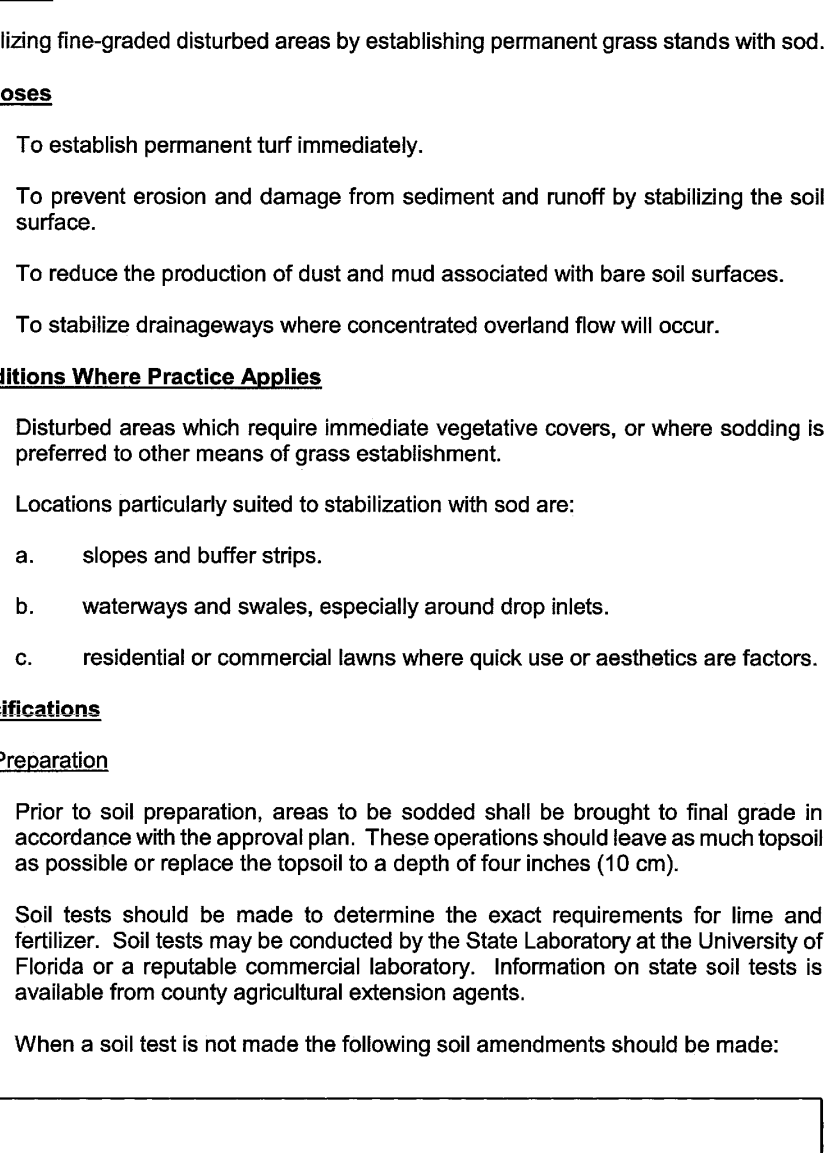 lizing fine-graded disturbed areas by establishing permanent grass stands with sod.
oses
To establish permanent turf immediately.
To prevent erosion and damage from sediment and runoff by stabilizing the soil
surface.
To reduce the production of dust and mud associated with bare soil surfaces.
To stabilize drainageways where concentrated overland flow will occur.
ditions Where Practice Applies
Disturbed areas which require immediate vegetative covers, or where sodding is
preferred to other means of grass establishment.
Locations particularly suited to stabilization with sod are:
a. slopes and buffer strips.
b. waterways and swales, especially around drop inlets.
c. residential or commercial lawns where quick use or aesthetics are factors.
cifications
Preparation
Prior to soil preparation, areas to be sodded shall be brought to final grade in
accordance with the approval plan. These operations should leave as much topsoil
as possible or replace the topsoil to a depth of four inches (10 cm).
Soil tests should be made to determine the exact requirements for lime and
fertilizer. Soil tests may be conducted by the State Laboratory at the University of
Florida or a reputable commercial laboratory. Information on state soil tests is
available from county agricultural extension agents.
When a soil test is not made the following soil amendments should be made: